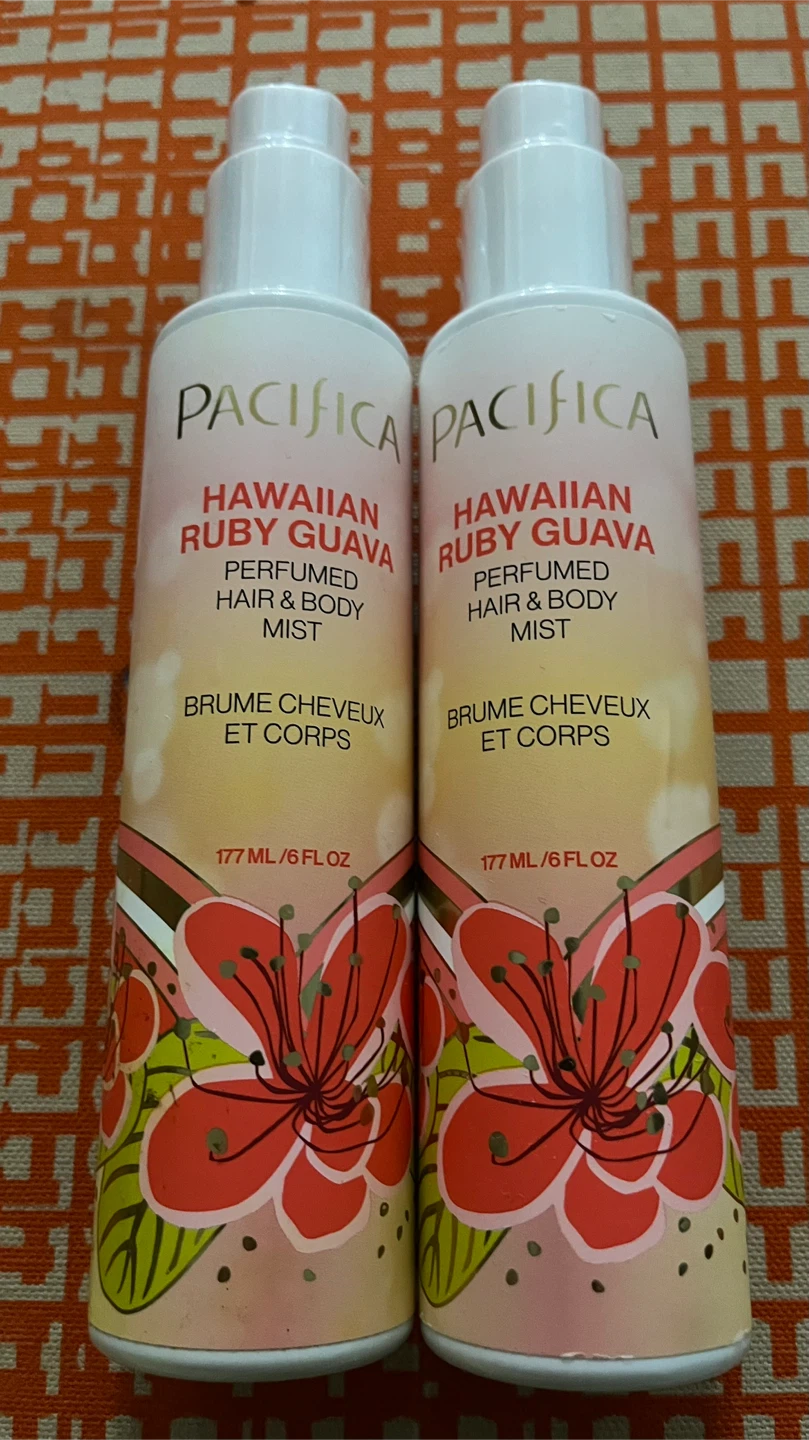 PACIFICA
HAWAIIAN
RUBY GUAVA
PERFUMED
HAIR & BODY
MIST
BRUME CHEVEUX
ET CORPS
177 ML /6 FL OZ
PACIFICA
HAWAIIAN
RUBY GUAVA
PERFUMED
HAIR & BODY
MIST
BRUME CHEVEUX
ET CORPS
177 ML /6 FL OZ